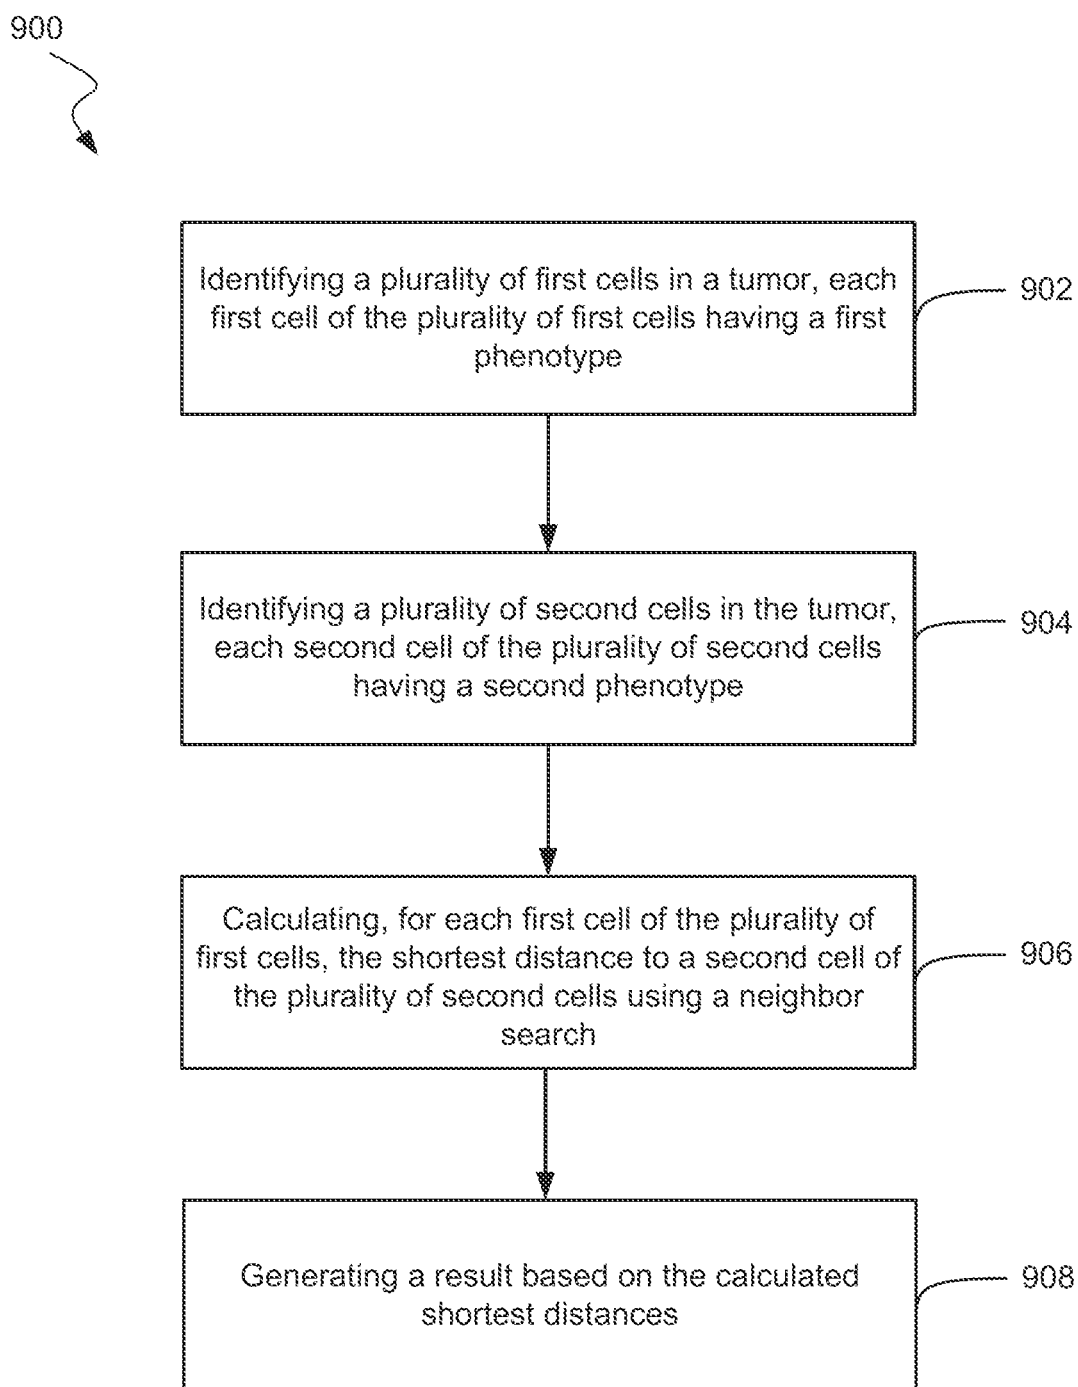 900
Identifying a plurality of first cells in a tumor, each
first cell of the plurality of first cells having a first
phenotype
902
Identifying a plurality of second cells in the tumor,
each second cell of the plurality of second cells
having a second phenotype
904
Calculating, for each first cell of the plurality of
first cells, the shortest distance to a second cell of
the plurality of second cells using a neighbor
search
906
Generating a result based on the calculated
shortest distances
908